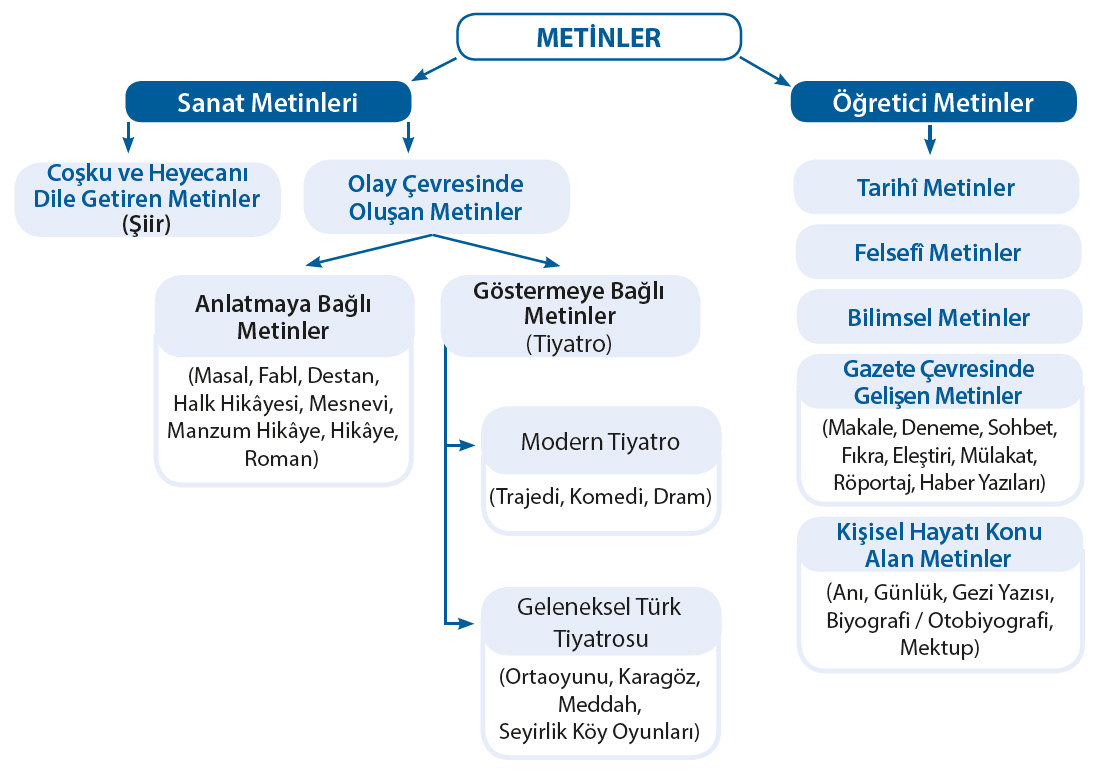 METİNLER
Sanat Metinleri
Öğretici Metinler
Coşku ve Heyecanı
Dile Getiren Metinler
(Şiir)
Olay Çevresinde
Oluşan Metinler
Anlatmaya Bağlı
Metinler
(Masal, Fabl, Destan,
Halk Hikâyesi, Mesnevi,
Manzum Hikâye, Hikâye,
Roman)
Göstermeye Bağlı
Metinler
(Tiyatro)
Modern Tiyatro
(Trajedi, Komedi, Dram)
Geleneksel Türk
Tiyatrosu
(Ortaoyunu, Karagöz,
Meddah,
Seyirlik Köy Oyunları)
Tarihî Metinler
Felsefî Metinler
Bilimsel Metinler
Gazete Çevresinde
Gelişen Metinler
(Makale, Deneme, Sohbet,
Fıkra, Eleştiri, Mülakat,
Röportaj, Haber Yazıları)
Kişisel Hayatı Konu
Alan Metinler
(Anı, Günlük, Gezi Yazısı,
Biyografi / Otobiyografi,
Mektup)